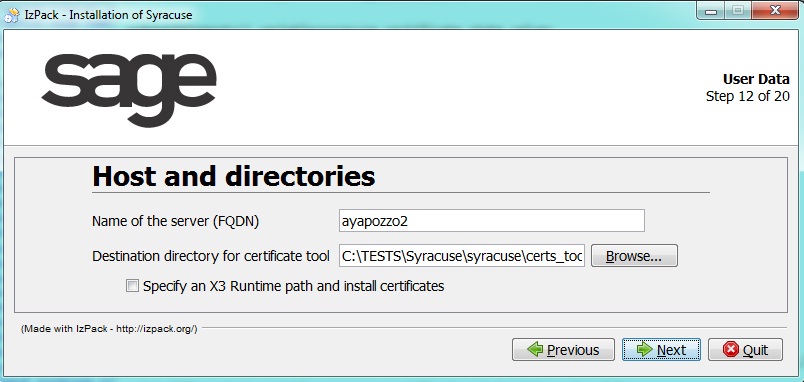 IzPack - Installation of Syracuse
sage
User Data
Step 12 of 20
Host and directories
Name of the server (FQDN) ayapozzo2
Destination directory for certificate tool C:\TESTS\Syracuse\syracuse\certs_too Browse...
Specify an X3 Runtime path and install certificates
(Made with IzPack - http://izpack.org/)
Previous Next Quit